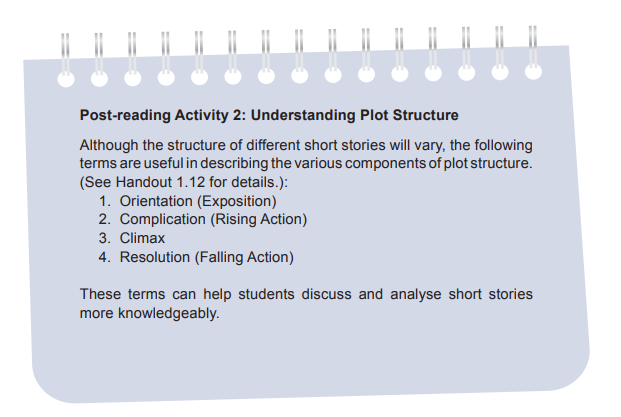 Post-reading Activity 2: Understanding Plot Structure
Although the structure of different short stories will vary, the following
terms are useful in describing the various components of plot structure.
(See Handout 1.12 for details.):
1. Orientation (Exposition)
2. Complication (Rising Action)
3. Climax
4. Resolution (Falling Action)
These terms can help students discuss and analyse short stories
more knowledgeably.